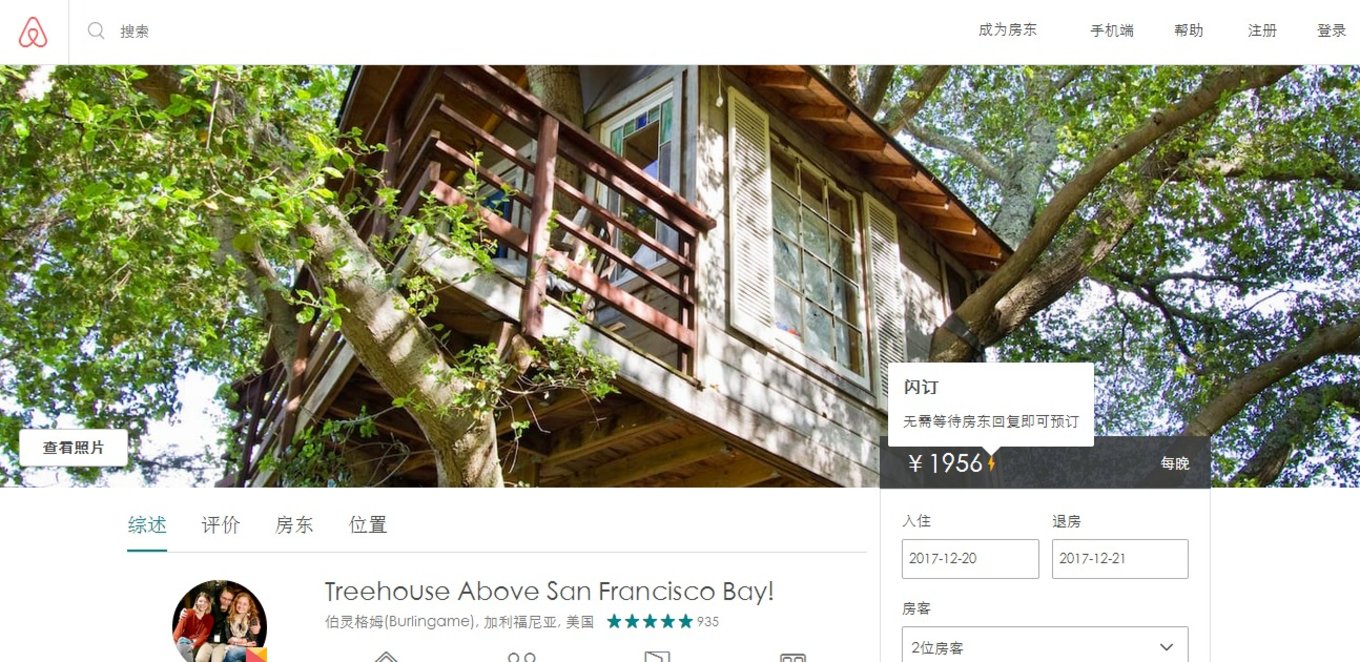 搜索
成为房东
手机端
帮助
注册
登录
查看照片
闪订
无需等待房东回复即可预订
¥ 1956
每晚
综述
评价
房东
位置
入住
退房
2017-12-20
2017-12-21
Treehouse Above San Francisco Bay!
伯灵格姆(Burlingame), 加利福尼亚, 美国
935
房客
2位房客